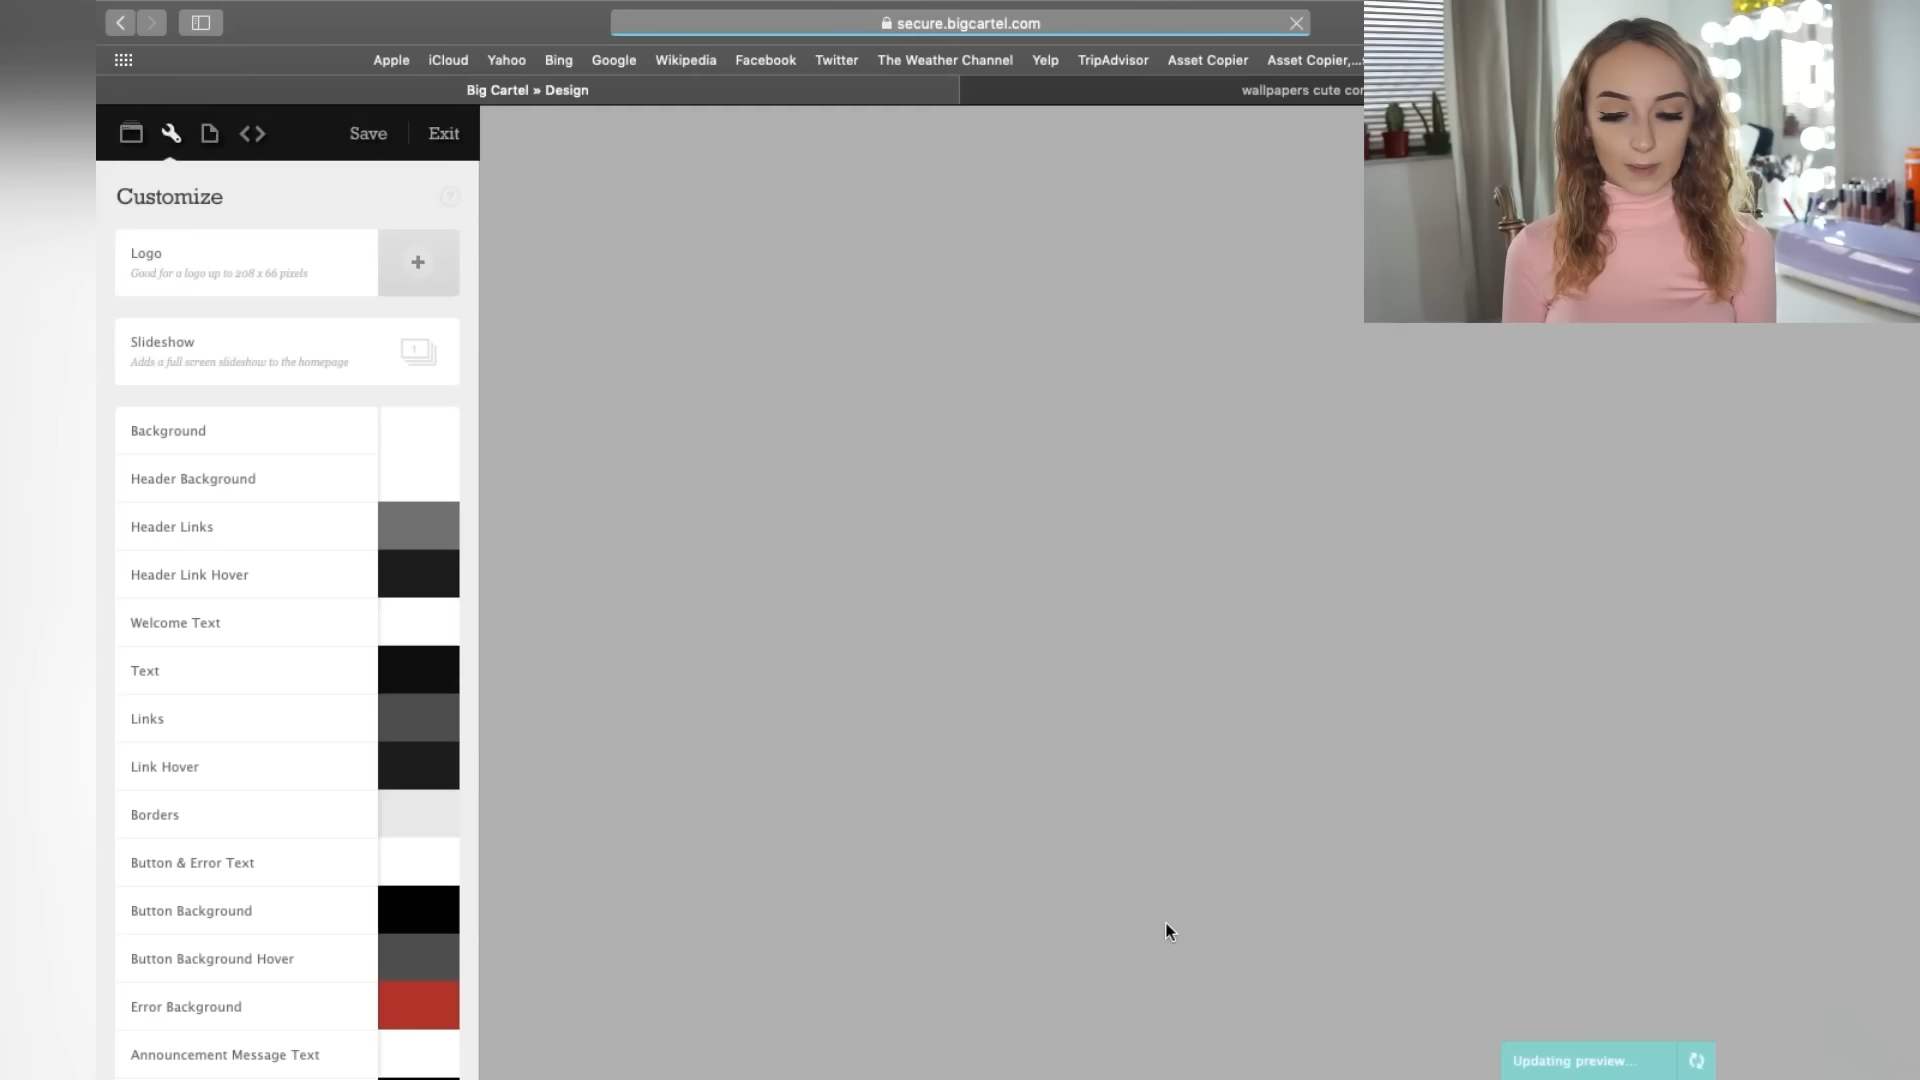 secure.bigcartel.com
Apple iCloud Yahoo Bing Google Wikipedia Facebook Twitter The Weather Channel Yelp TripAdvisor Asset Copier Asset Copier,...
Big Cartel » Design
wallpapers cute
Save
Exit
Customize
?
Logo
Good for a logo up to 208 x 66 pixels
+
Slideshow
Adds a full screen slideshow to the homepage
1
Background
Header Background
Header Links
Header Link Hover
Welcome Text
Text
Links
Link Hover
Borders
Button & Error Text
Button Background
Button Background Hover
Error Background
Announcement Message Text
Updating preview...